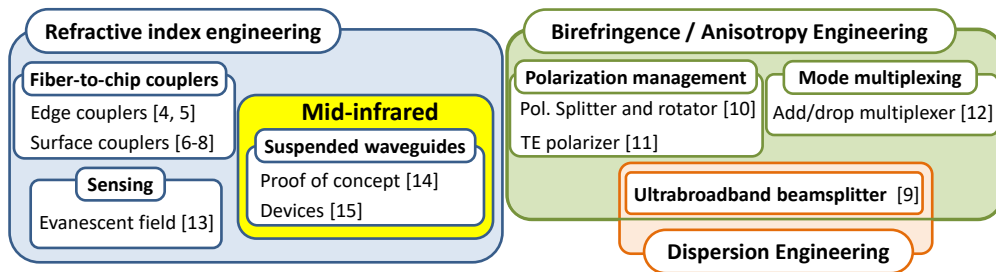 Refractive index engineering
Fiber-to-chip couplers
Edge couplers [4, 5]
Surface couplers [6-8]
Sensing
Evanescent field [13]
Mid-infrared
Suspended waveguides
Proof of concept [14]
Devices [15]
Birefringence / Anisotropy Engineering
Polarization management
Pol. Splitter and rotator [10]
TE polarizer [11]
Mode multiplexing
Add/drop multiplexer [12]
Ultrabroadband beamsplitter [9]
Dispersion Engineering